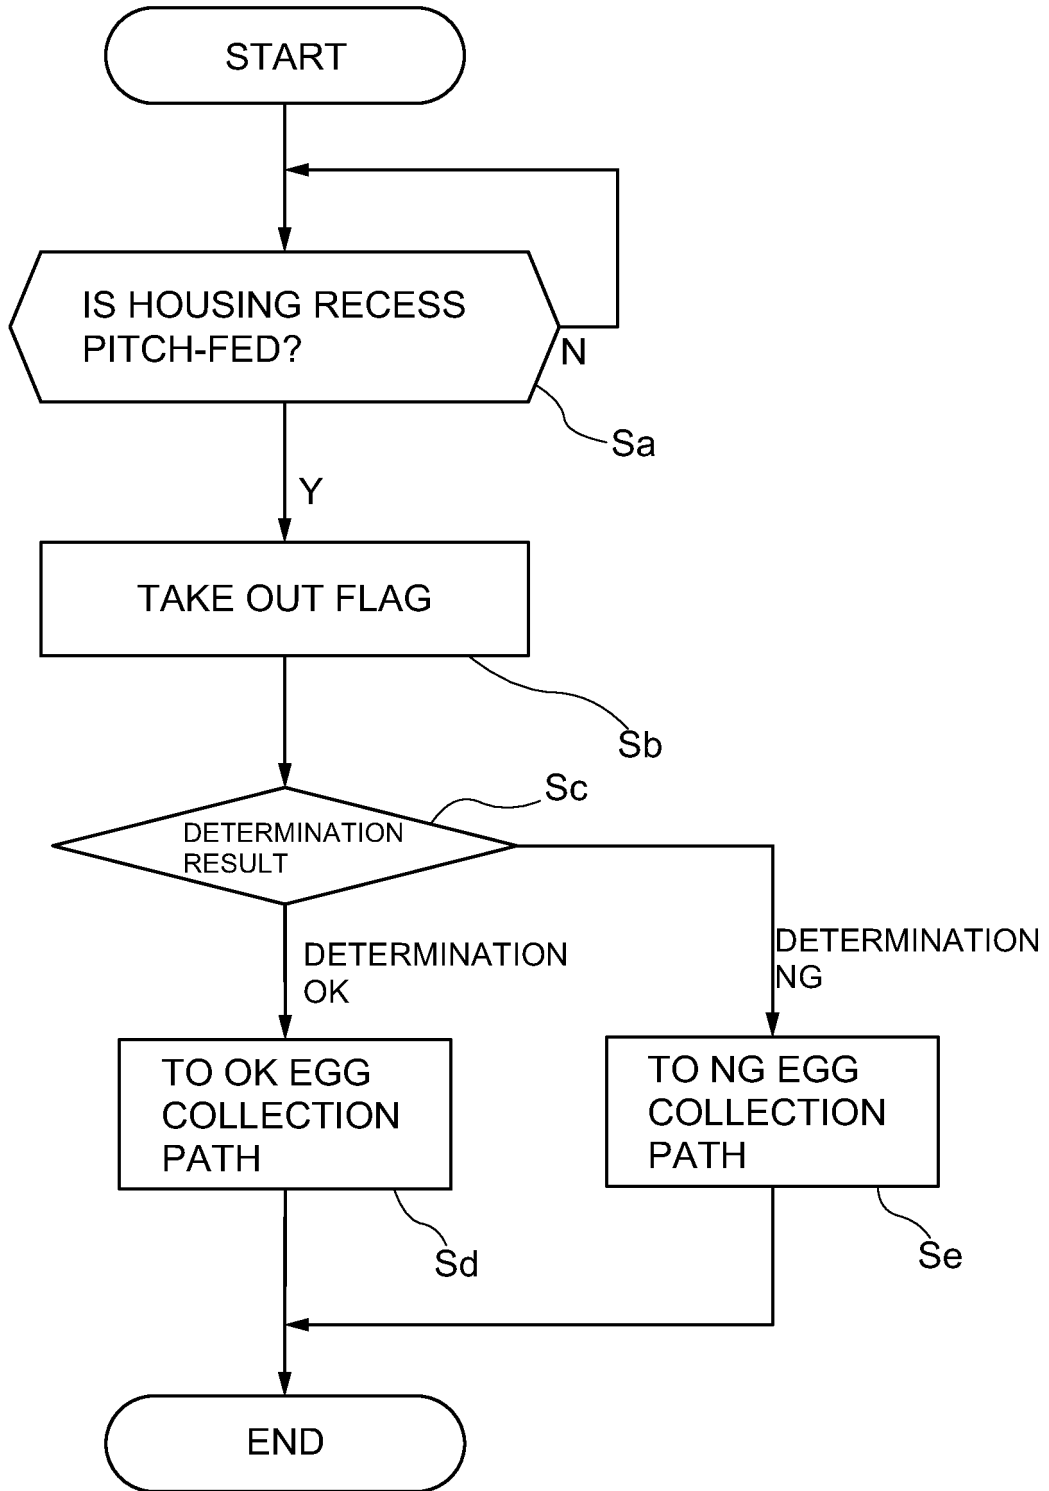 START
IS HOUSING RECESS
PITCH-FED?
N
Sa
Y
TAKE OUT FLAG
Sb
Sc
DETERMINATION
RESULT
DETERMINATION
OK
DETERMINATION
NG
TO OK EGG
COLLECTION
PATH
TO NG EGG
COLLECTION
PATH
Sd
Se
END